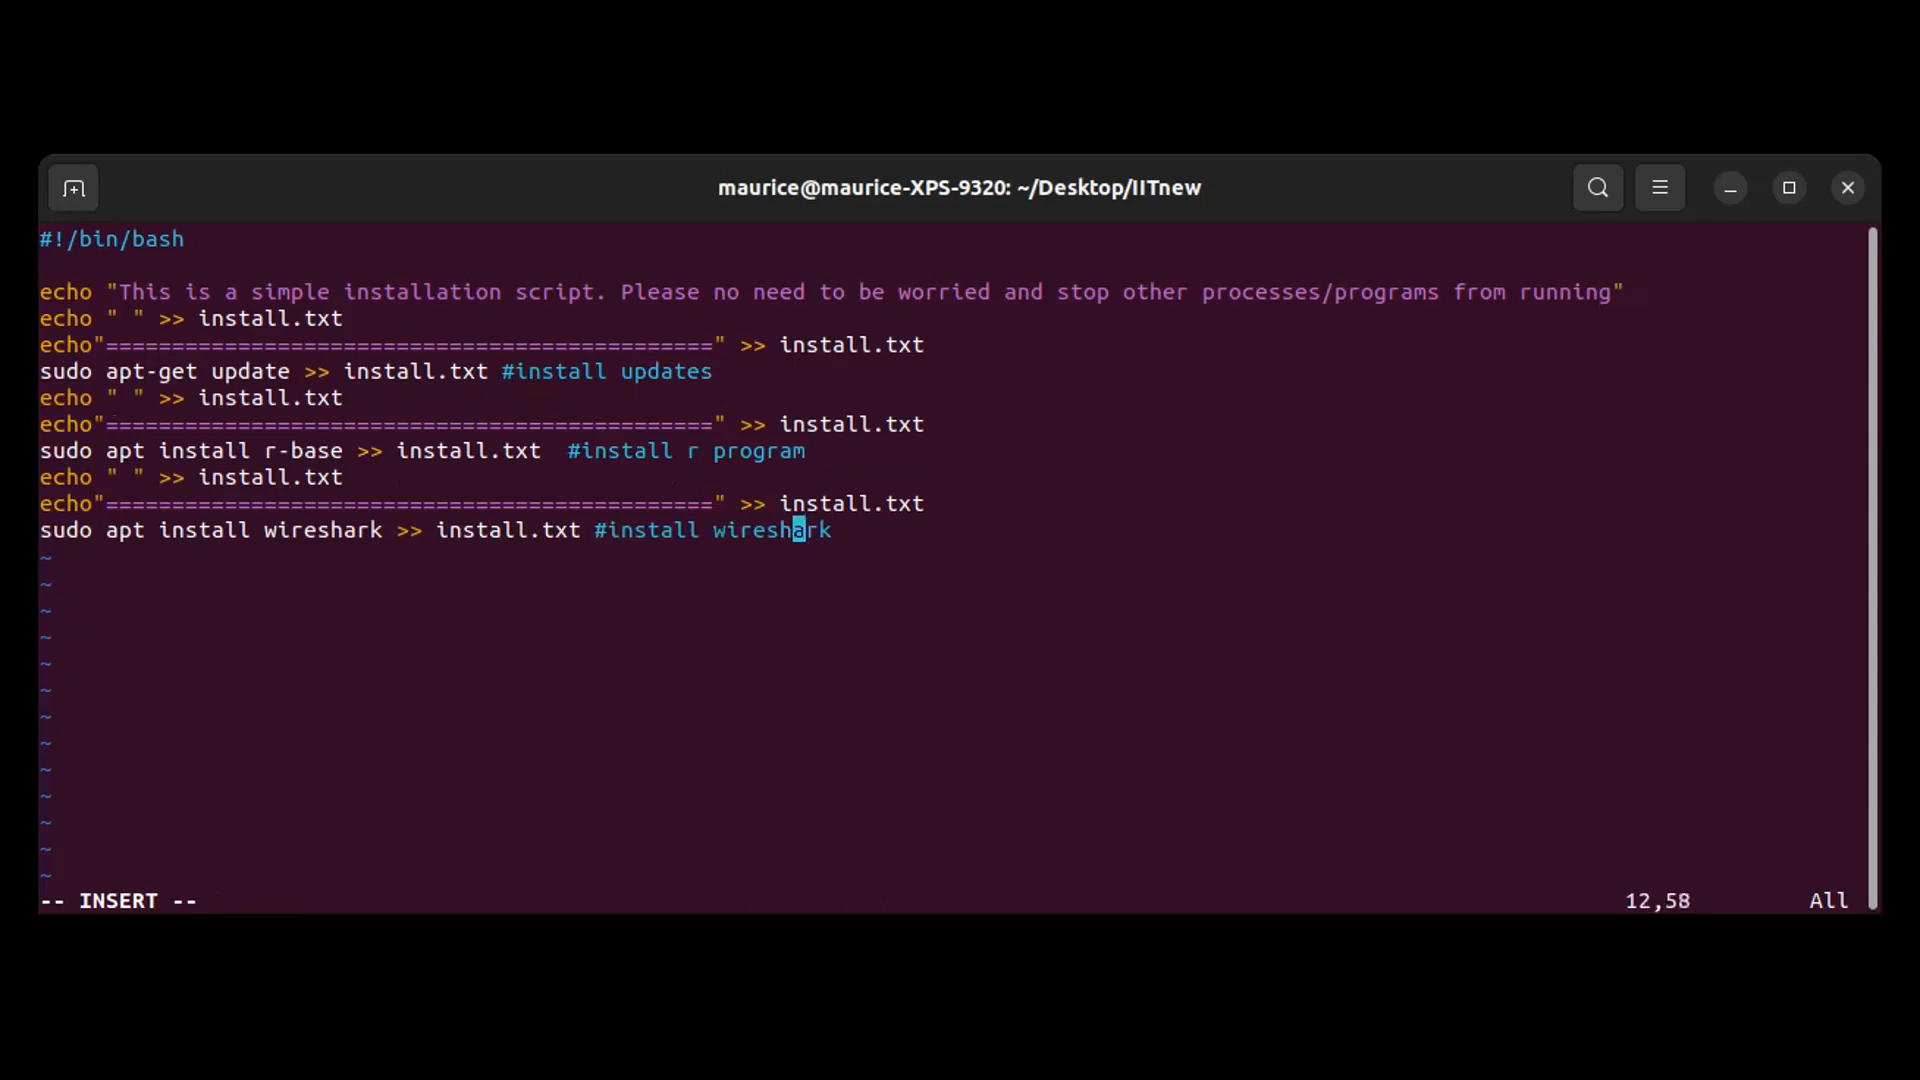 maurice@maurice-XPS-9320: ~/Desktop/IITnew
#!/bin/bash
echo "This is a simple installation script. Please no need to be worried and stop other processes/programs from running"
echo " " >> install.txt
echo"==============================================" >> install.txt
sudo apt-get update >> install.txt #install updates
echo " " >> install.txt
echo"==============================================" >> install.txt
sudo apt install r-base >> install.txt  #install r program
echo " " >> install.txt
echo"==============================================" >> install.txt
sudo apt install wireshark >> install.txt #install wireshark
~
~
~
~
~
~
~
~
~
~
~
~
~
-- INSERT -- 12,58 All